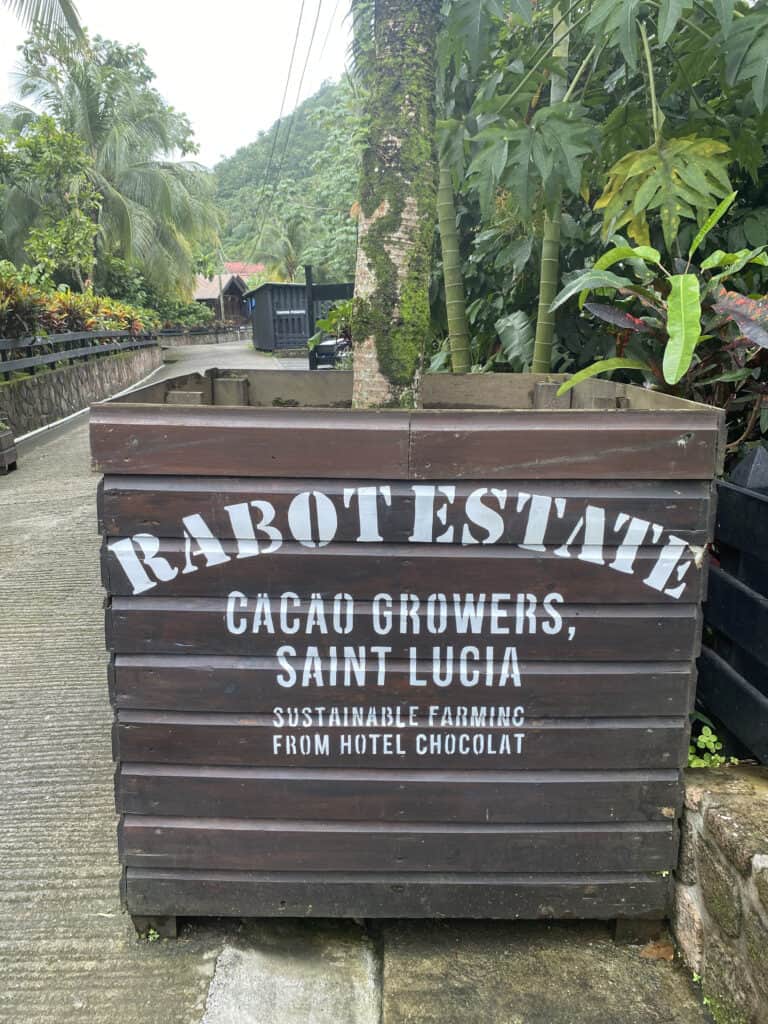 RABOT ESTATE
CACAO GROWERS,
SAINT LUCIA
SUSTAINABLE FARMING
FROM HOTEL CHOCOLAT